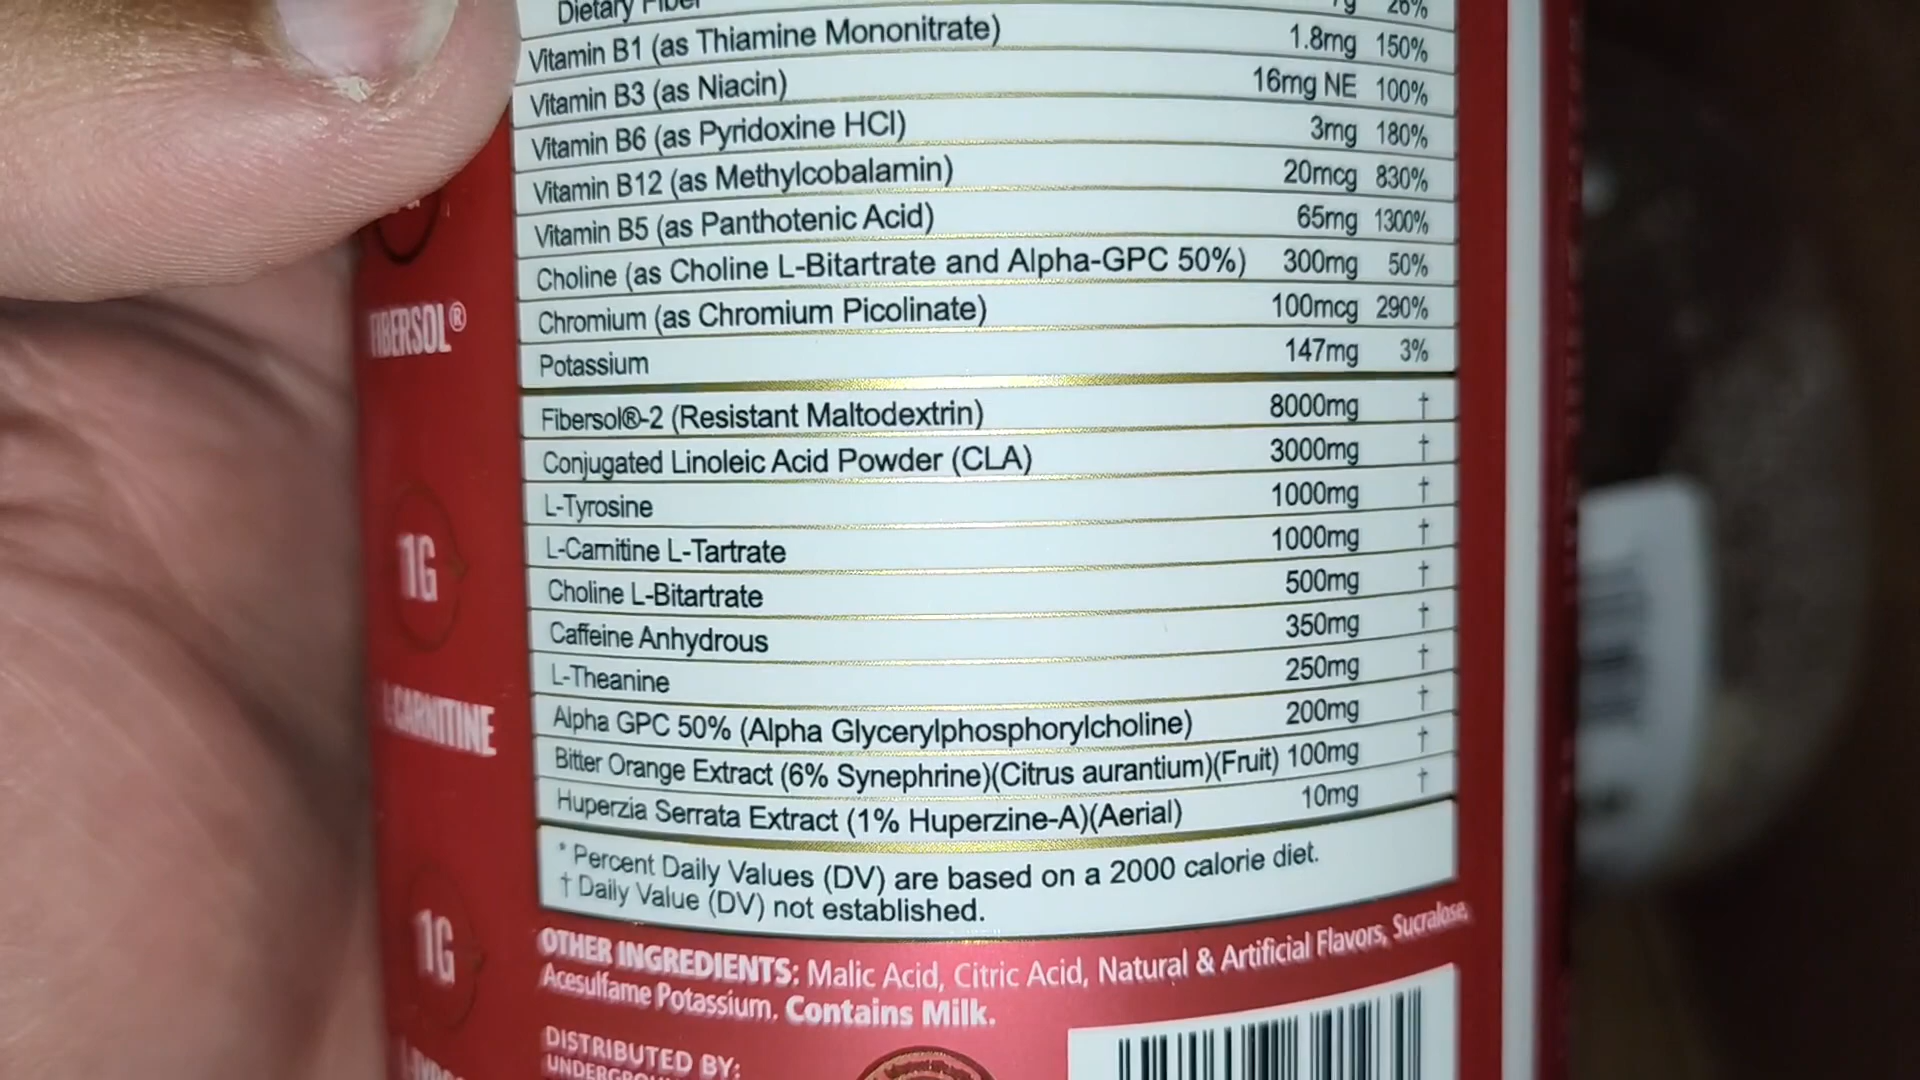 Dietary Fiber 26%
Vitamin B1 (as Thiamine Mononitrate) 1.8mg 150%
Vitamin B3 (as Niacin) 16mg NE 100%
Vitamin B6 (as Pyridoxine HCl) 3mg 180%
Vitamin B12 (as Methylcobalamin) 20mcg 830%
Vitamin B5 (as Panthotenic Acid) 65mg 1300%
Choline (as Choline L-Bitartrate and Alpha-GPC 50%) 300mg 50%
Chromium (as Chromium Picolinate) 100mcg 290%
Potassium 147mg 3%
Fibersol®-2 (Resistant Maltodextrin) 8000mg †
Conjugated Linoleic Acid Powder (CLA) 3000mg †
L-Tyrosine 1000mg †
L-Carnitine L-Tartrate 1000mg †
Choline L-Bitartrate 500mg †
Caffeine Anhydrous 350mg †
L-Theanine 250mg †
Alpha GPC 50% (Alpha Glycerylphosphorylcholine) 200mg †
Bitter Orange Extract (6% Synephrine)(Citrus aurantium)(Fruit) 100mg †
Huperzia Serrata Extract (1% Huperzine-A)(Aerial) 10mg †
* Percent Daily Values (DV) are based on a 2000 calorie diet.
† Daily Value (DV) not established.
OTHER INGREDIENTS: Malic Acid, Citric Acid, Natural & Artificial Flavors, Sucralose,
Acesulfame Potassium. Contains Milk.
DISTRIBUTED BY:
FIBERSOL®
1G
L-CARNITINE
1G